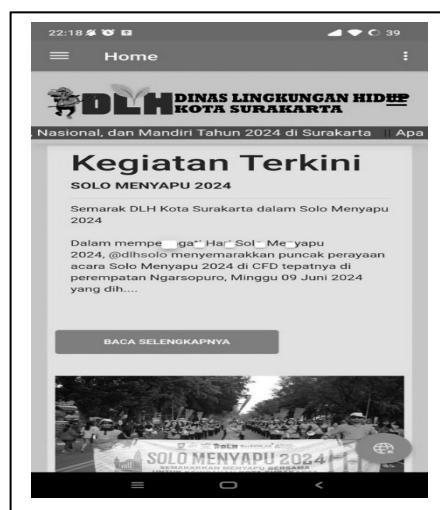 22:18
39
Home
DLH DINAS LINGKUNGAN HIDUP
KOTA SURAKARTA
Nasional, dan Mandiri Tahun 2024 di Surakarta || Apa
Kegiatan Terkini
SOLO MENYAPU 2024
Semarak DLH Kota Surakarta dalam Solo Menyapu
2024
Dalam
2024, @dlhsolo menyemarakkan puncak perayaan
acara Solo Menyapu 2024 di CFD tepatnya di
perempatan Ngarsopuro, Minggu 09 Juni 2024
yang dih....
BACA SELENGKAPNYA
SOLO MENYAPU 2024
SEMARAKKAN MENYAPU BERSAMA